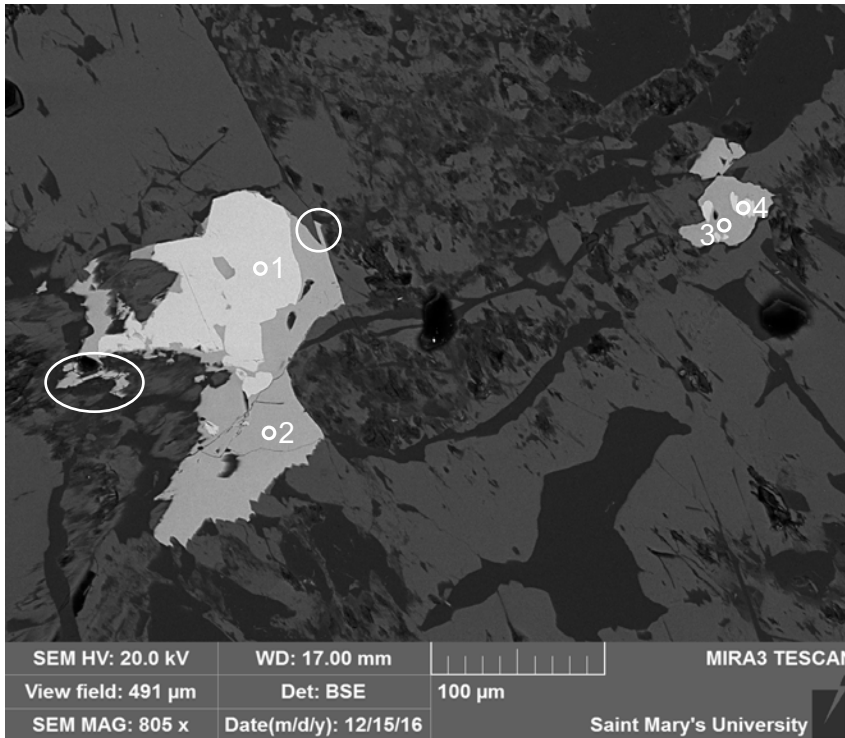 1
2
3
4
SEM HV: 20.0 kV WD: 17.00 mm MIRA3 TESCAN
View field: 491 µm Det: BSE 100 µm
SEM MAG: 805 x Date(m/d/y): 12/15/16 Saint Mary's University